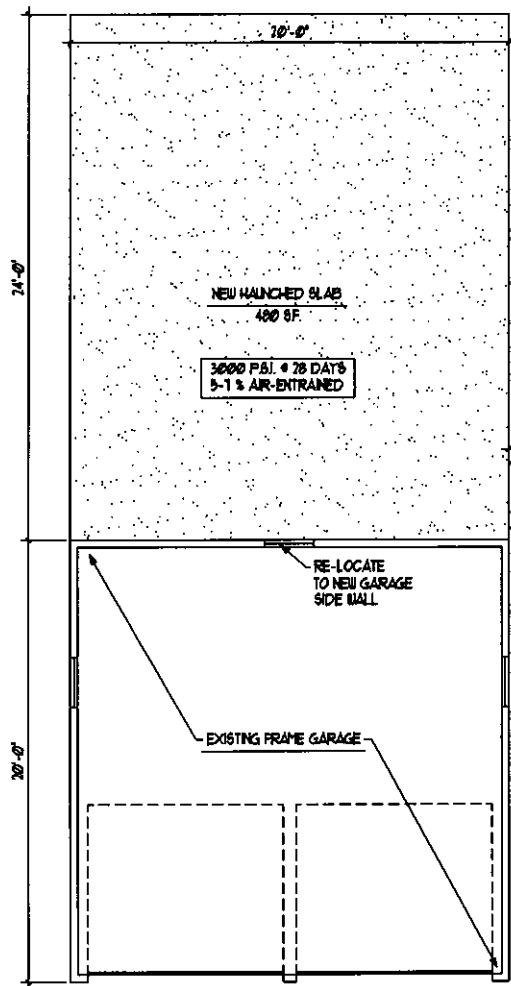 20'-0"
24'-0"
NEW HAUNCHED SLAB
480 S.F.
3000 P.S.I. @ 28 DAYS
5-7 % AIR-ENTRAINED
RE-LOCATE
TO NEW GARAGE
SIDE WALL
EXISTING FRAME GARAGE
20'-0"